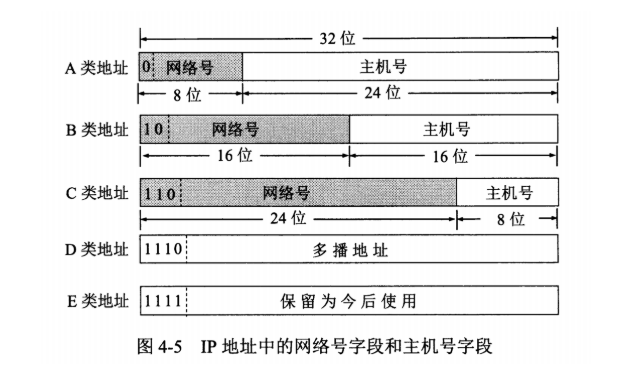 32 位
A 类地址 0 网络号 主机号
8 位 24 位
B 类地址 10 网络号 主机号
16 位 16 位
C 类地址 110 网络号 主机号
24 位 8 位
D 类地址 1110 多播地址
E 类地址 1111 保留为今后使用
图 4-5 IP 地址中的网络号字段和主机号字段